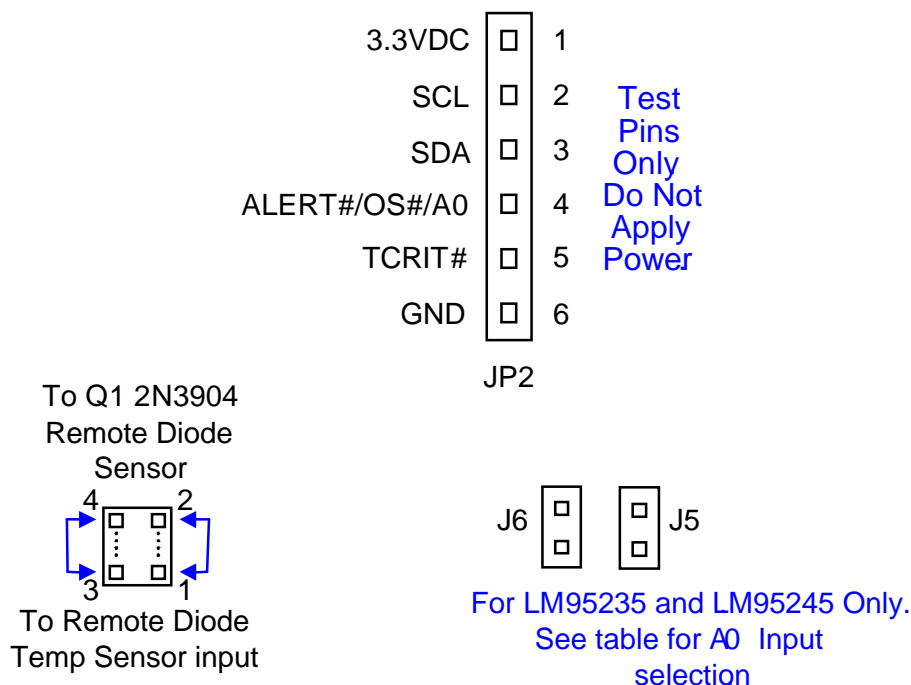 3.3VDC 1
SCL 2
SDA 3
ALERT#/OS#/A0 4
TCRIT# 5
GND 6
Test
Pins
Only
Do Not
Apply
Power.
JP2
To Q1 2N3904
Remote Diode
Sensor
4 2
3 1
To Remote Diode
Temp Sensor input
J6 J5
For LM95235 and LM95245 Only.
See table for A0 Input
selection